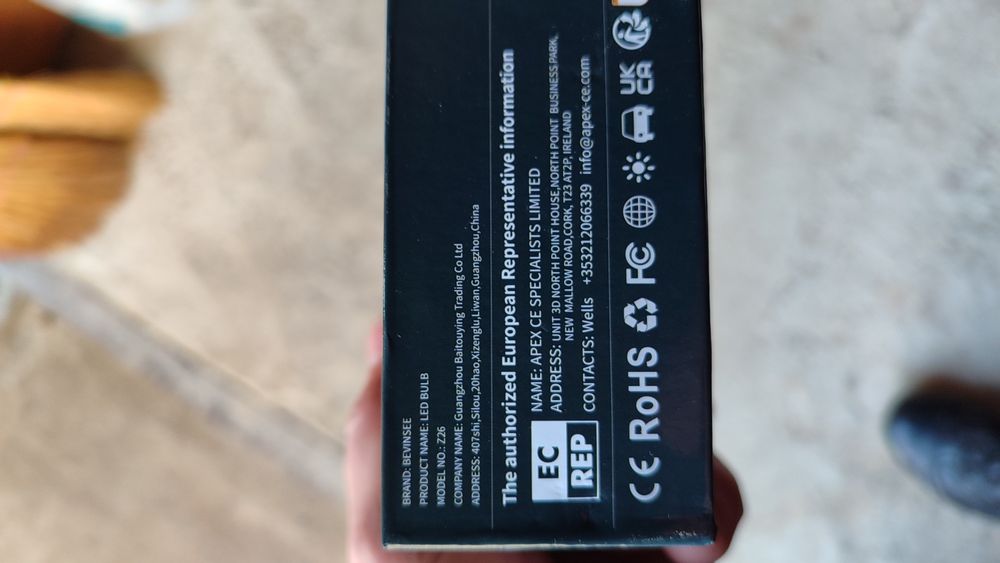 BRAND: BEVINSEE
PRODUCT NAME: LED BULB
MODEL NO.: Z26
COMPANY NAME: Guangzhou Baitouying Trading Co Ltd
ADDRESS: 407shi,Silou,20hao,Xizenglu,Liwan,Guangzhou,China
The authorized European Representative information
EC
REP
NAME: APEX CE SPECIALISTS LIMITED
ADDRESS: UNIT 3D NORTH POINT HOUSE,NORTH POINT BUSINESS PARK,
NEW MALLOW ROAD,CORK, T23 AT2P, IRELAND
CONTACTS: Wells +353212066339 info@apex-ce.com
CE RoHS FC UK
CA